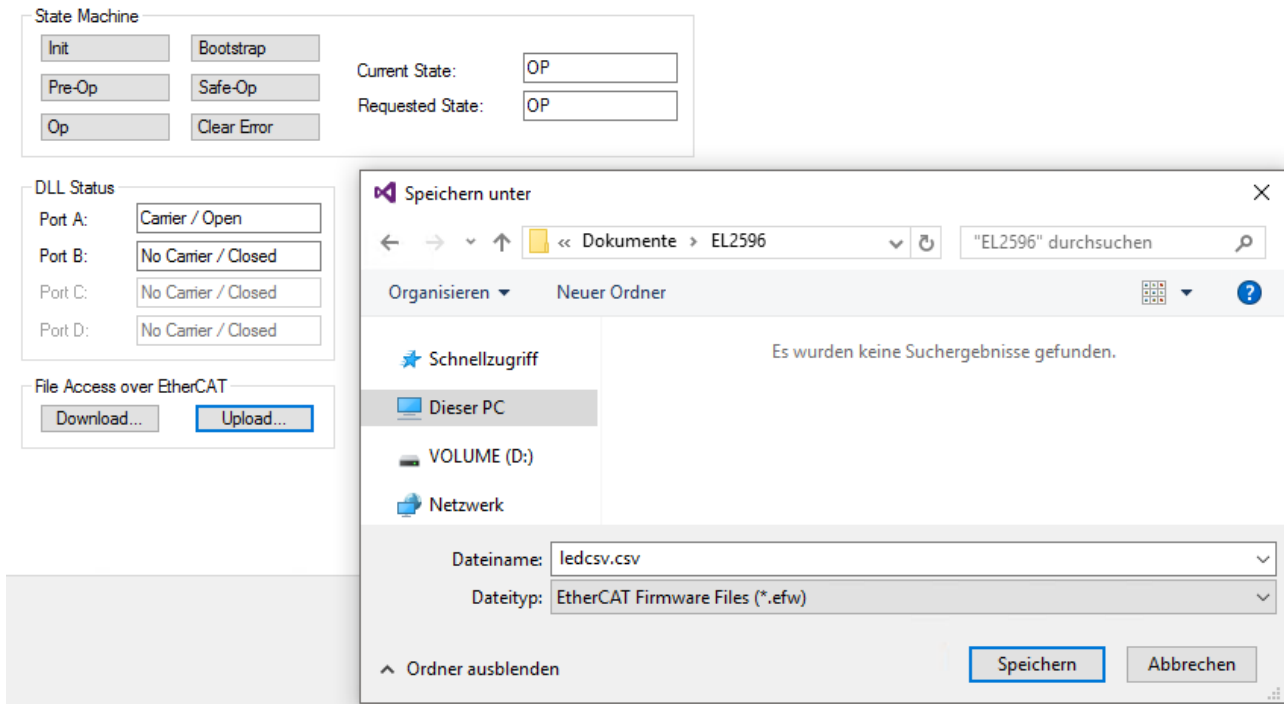 State Machine
Init Bootstrap
Pre-Op Safe-Op
Op Clear Error
Current State: OP
Requested State: OP
DLL Status
Port A: Carrier / Open
Port B: No Carrier / Closed
Port C: No Carrier / Closed
Port D: No Carrier / Closed
File Access over EtherCAT
Download... Upload...
Speichern unter
« Dokumente > EL2596 "EL2596" durchsuchen
Organisieren Neuer Ordner
Schnellzugriff
Dieser PC
VOLUME (D:)
Netzwerk
Es wurden keine Suchergebnisse gefunden.
Dateiname: ledcsv.csv
Dateityp: EtherCAT Firmware Files (*.efw)
Ordner ausblenden Speichern Abbrechen